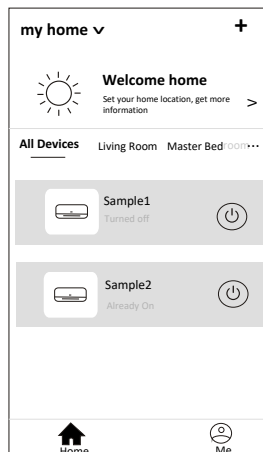 my home
+
Welcome home
Set your home location, get more
information
>
All Devices Living Room Master Bedroom ...
Sample1
Turned off
Sample2
Already On
Home Me